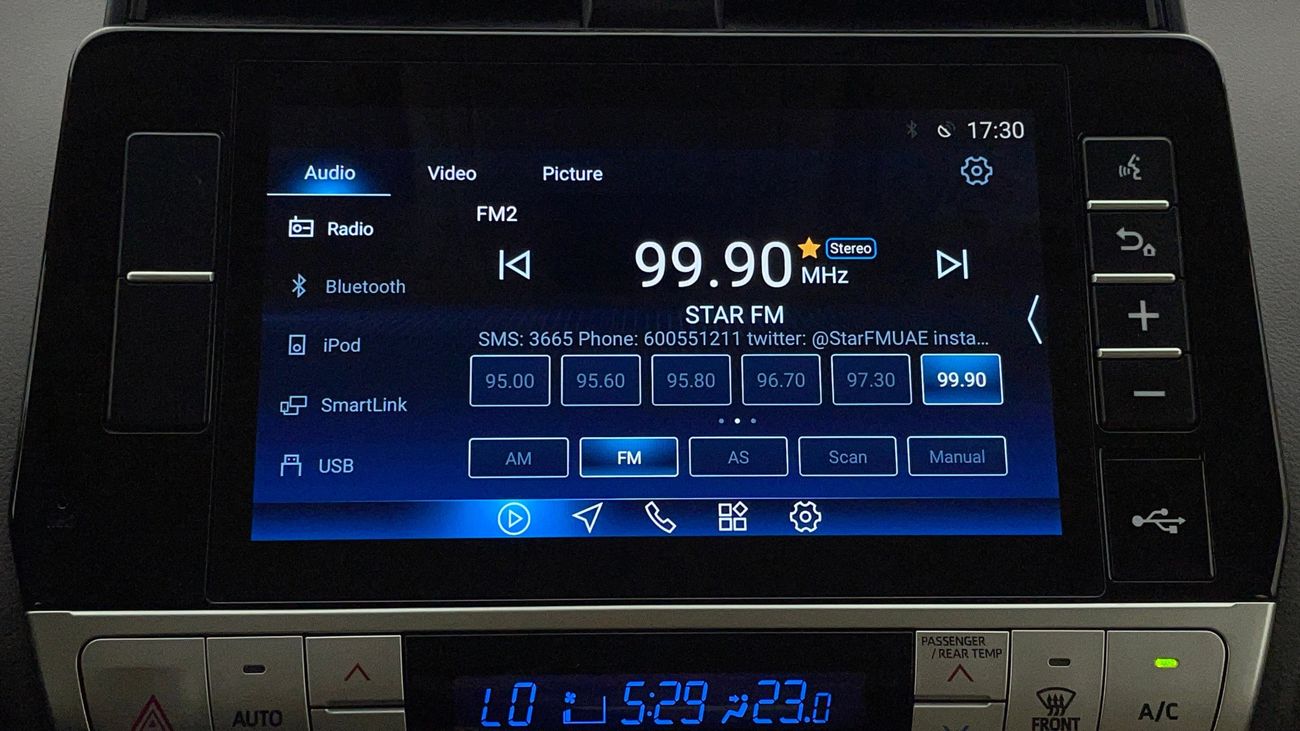 17:30
Audio Video Picture
Radio
Bluetooth
iPod
SmartLink
USB
FM2
99.90 MHz Stereo
STAR FM
SMS: 3665 Phone: 600551211 twitter: @StarFMUAE insta...
95.00 95.60 95.80 96.70 97.30 99.90
AM FM AS Scan Manual
AUTO
LO 5:29 23.0
PASSENGER
/REAR TEMP
FRONT
A/C